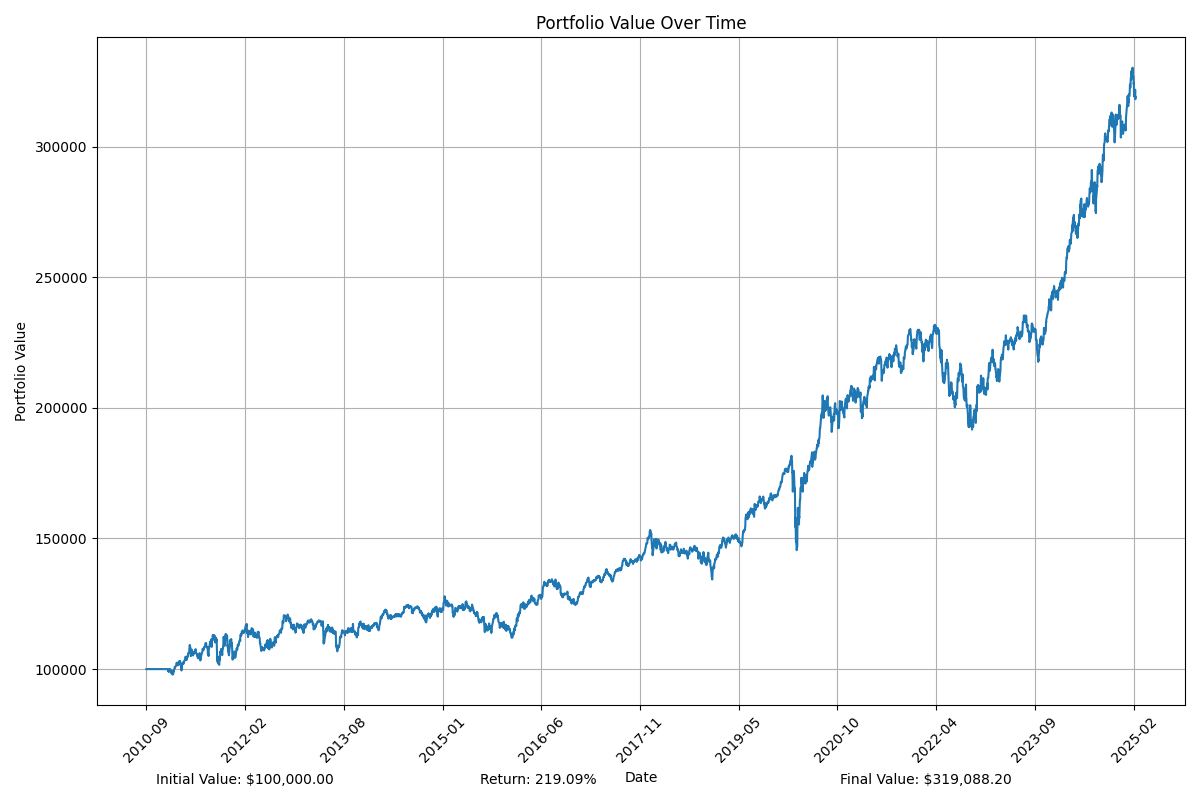 Portfolio Value Over Time
Portfolio Value
300000
250000
200000
150000
100000
2010-09
2012-02
2013-08
2015-01
2016-06
2017-11
2019-05
2020-10
2022-04
2023-09
2025-02
Date
Initial Value: $100,000.00
Return: 219.09%
Final Value: $319,088.20